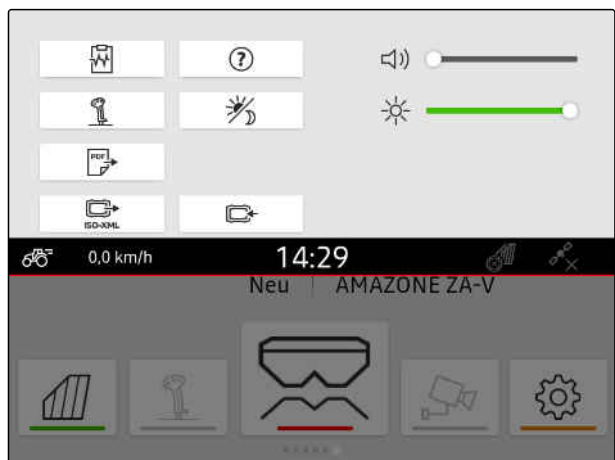 ?
PDF
ISO-XML
0,0 km/h
14:29
Neu | AMAZONE ZA-V